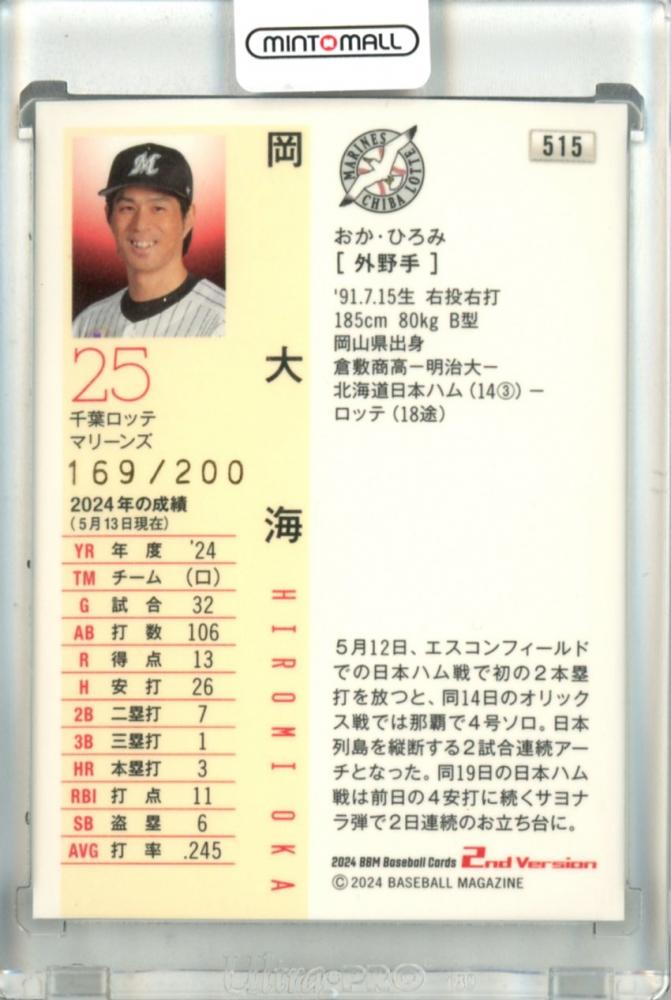 MINTOMALL
515
M
MARINES
CHIBA LOTTE
岡大海
HIROMI OKA
おか・ひろみ
[ 外野手 ]
'91.7.15生 右投右打
185cm 80kg B型
岡山県出身
倉敷商高ー明治大ー
北海道日本ハム（14③）ー
ロッテ（18途）
25
千葉ロッテ
マリーンズ
169/200
2024年の成績
（5月13日現在）
YR 年度 '24
TM チーム （ロ）
G 試合 32
AB 打数 106
R 得点 13
H 安打 26
2B 二塁打 7
3B 三塁打 1
HR 本塁打 3
RBI 打点 11
SB 盗塁 6
AVG 打率 .245
5月12日、エスコンフィールド
での日本ハム戦で初の2本塁
打を放つと、同14日のオリック
ス戦では那覇で4号ソロ。日本
列島を縦断する2試合連続アー
チとなった。同19日の日本ハム
戦は前日の4安打に続くサヨナ
ラ弾で2日連続のお立ち台に。
2024 BBM Baseball Cards 2nd Version
© 2024 BASEBALL MAGAZINE
Ultra·PRO